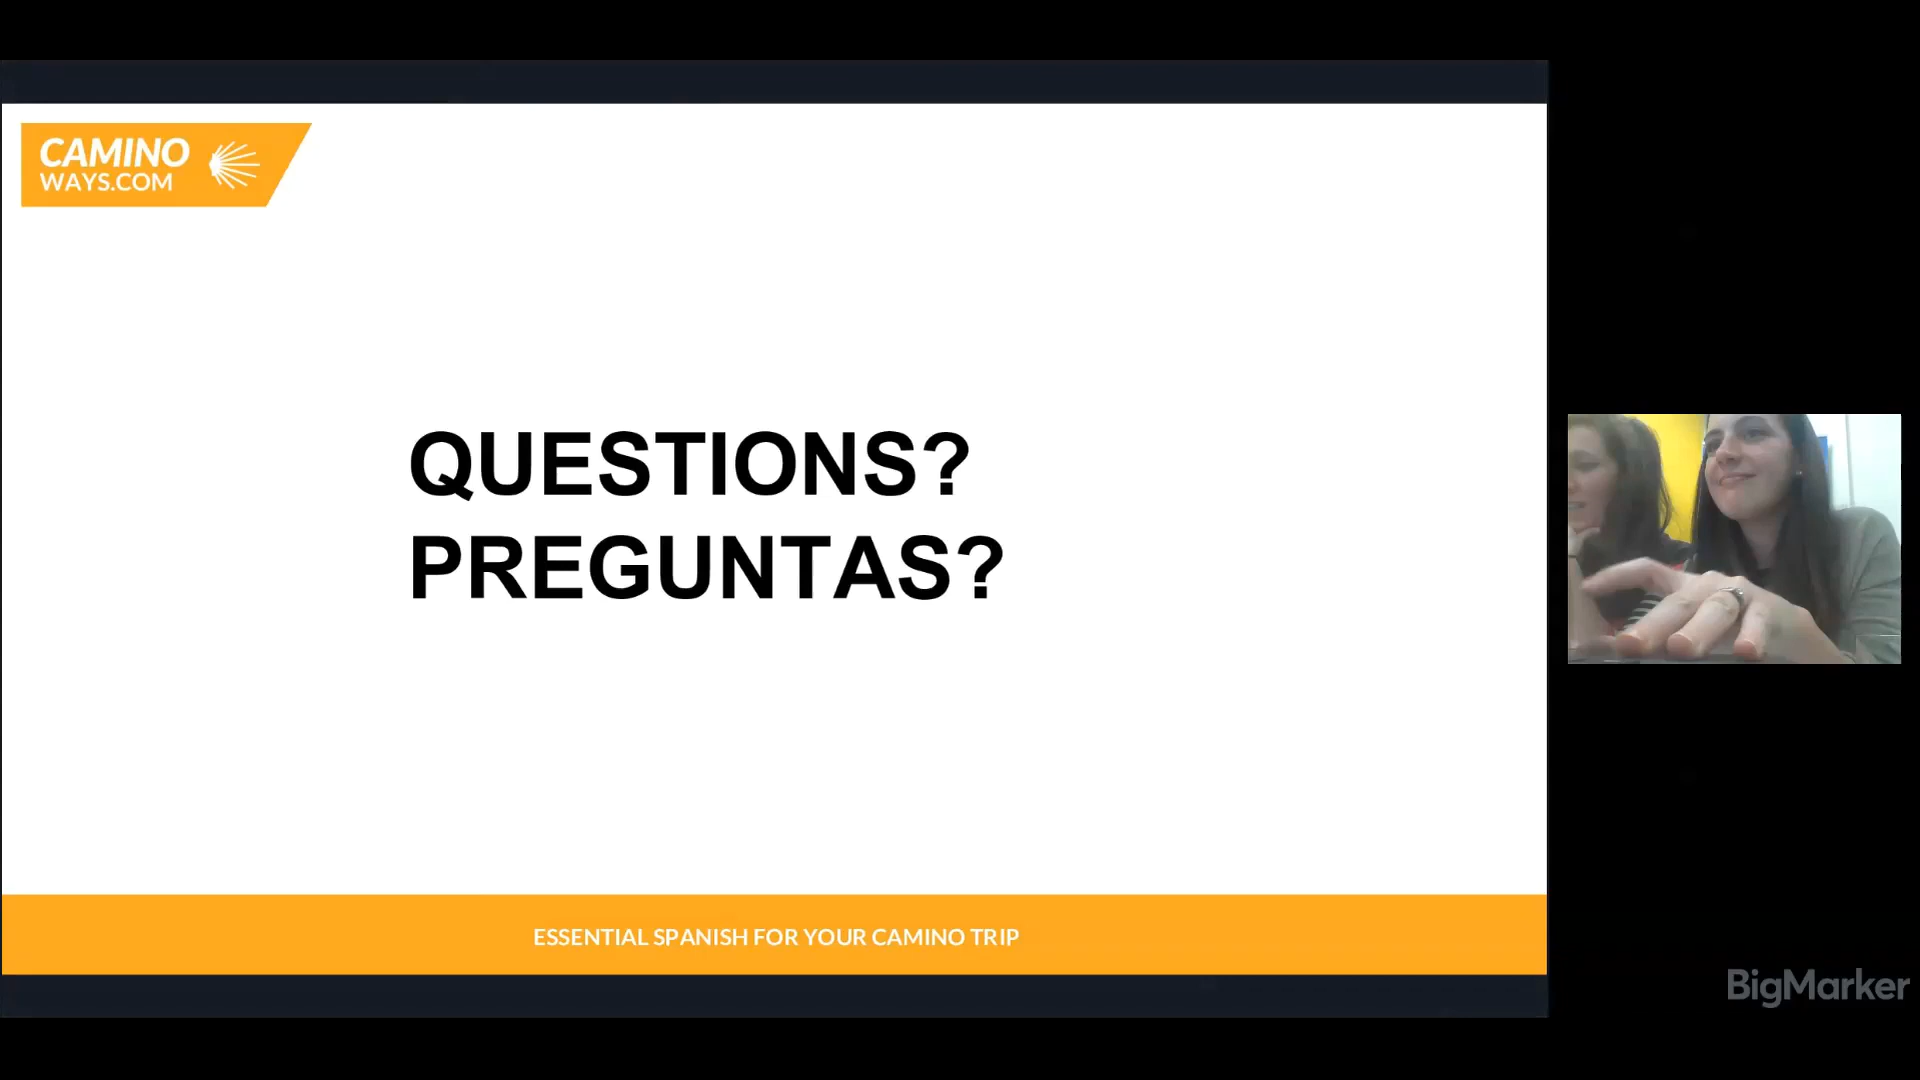 CAMINO
WAYS.COM
QUESTIONS?
PREGUNTAS?
ESSENTIAL SPANISH FOR YOUR CAMINO TRIP
BigMarker